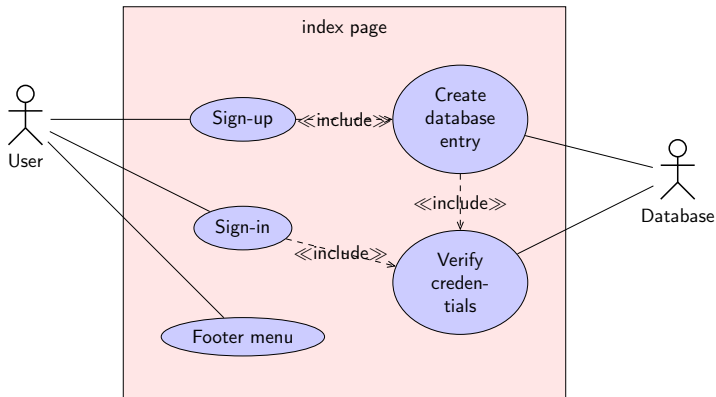 index page
Sign-up
≪include≫
Create
database
entry
User
Database
≪include≫
Sign-in
≪include≫
Verify
creden-
tials
Footer menu